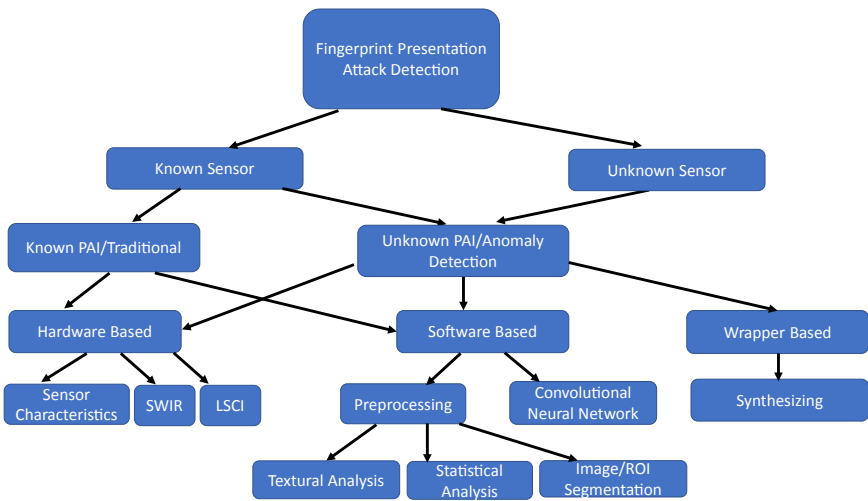 Fingerprint Presentation
Attack Detection
Known Sensor
Unknown Sensor
Known PAI/Traditional
Unknown PAI/Anomaly
Detection
Hardware Based
Software Based
Wrapper Based
Sensor
Characteristics
SWIR
LSCI
Preprocessing
Convolutional
Neural Network
Synthesizing
Textural Analysis
Statistical
Analysis
Image/ROI
Segmentation